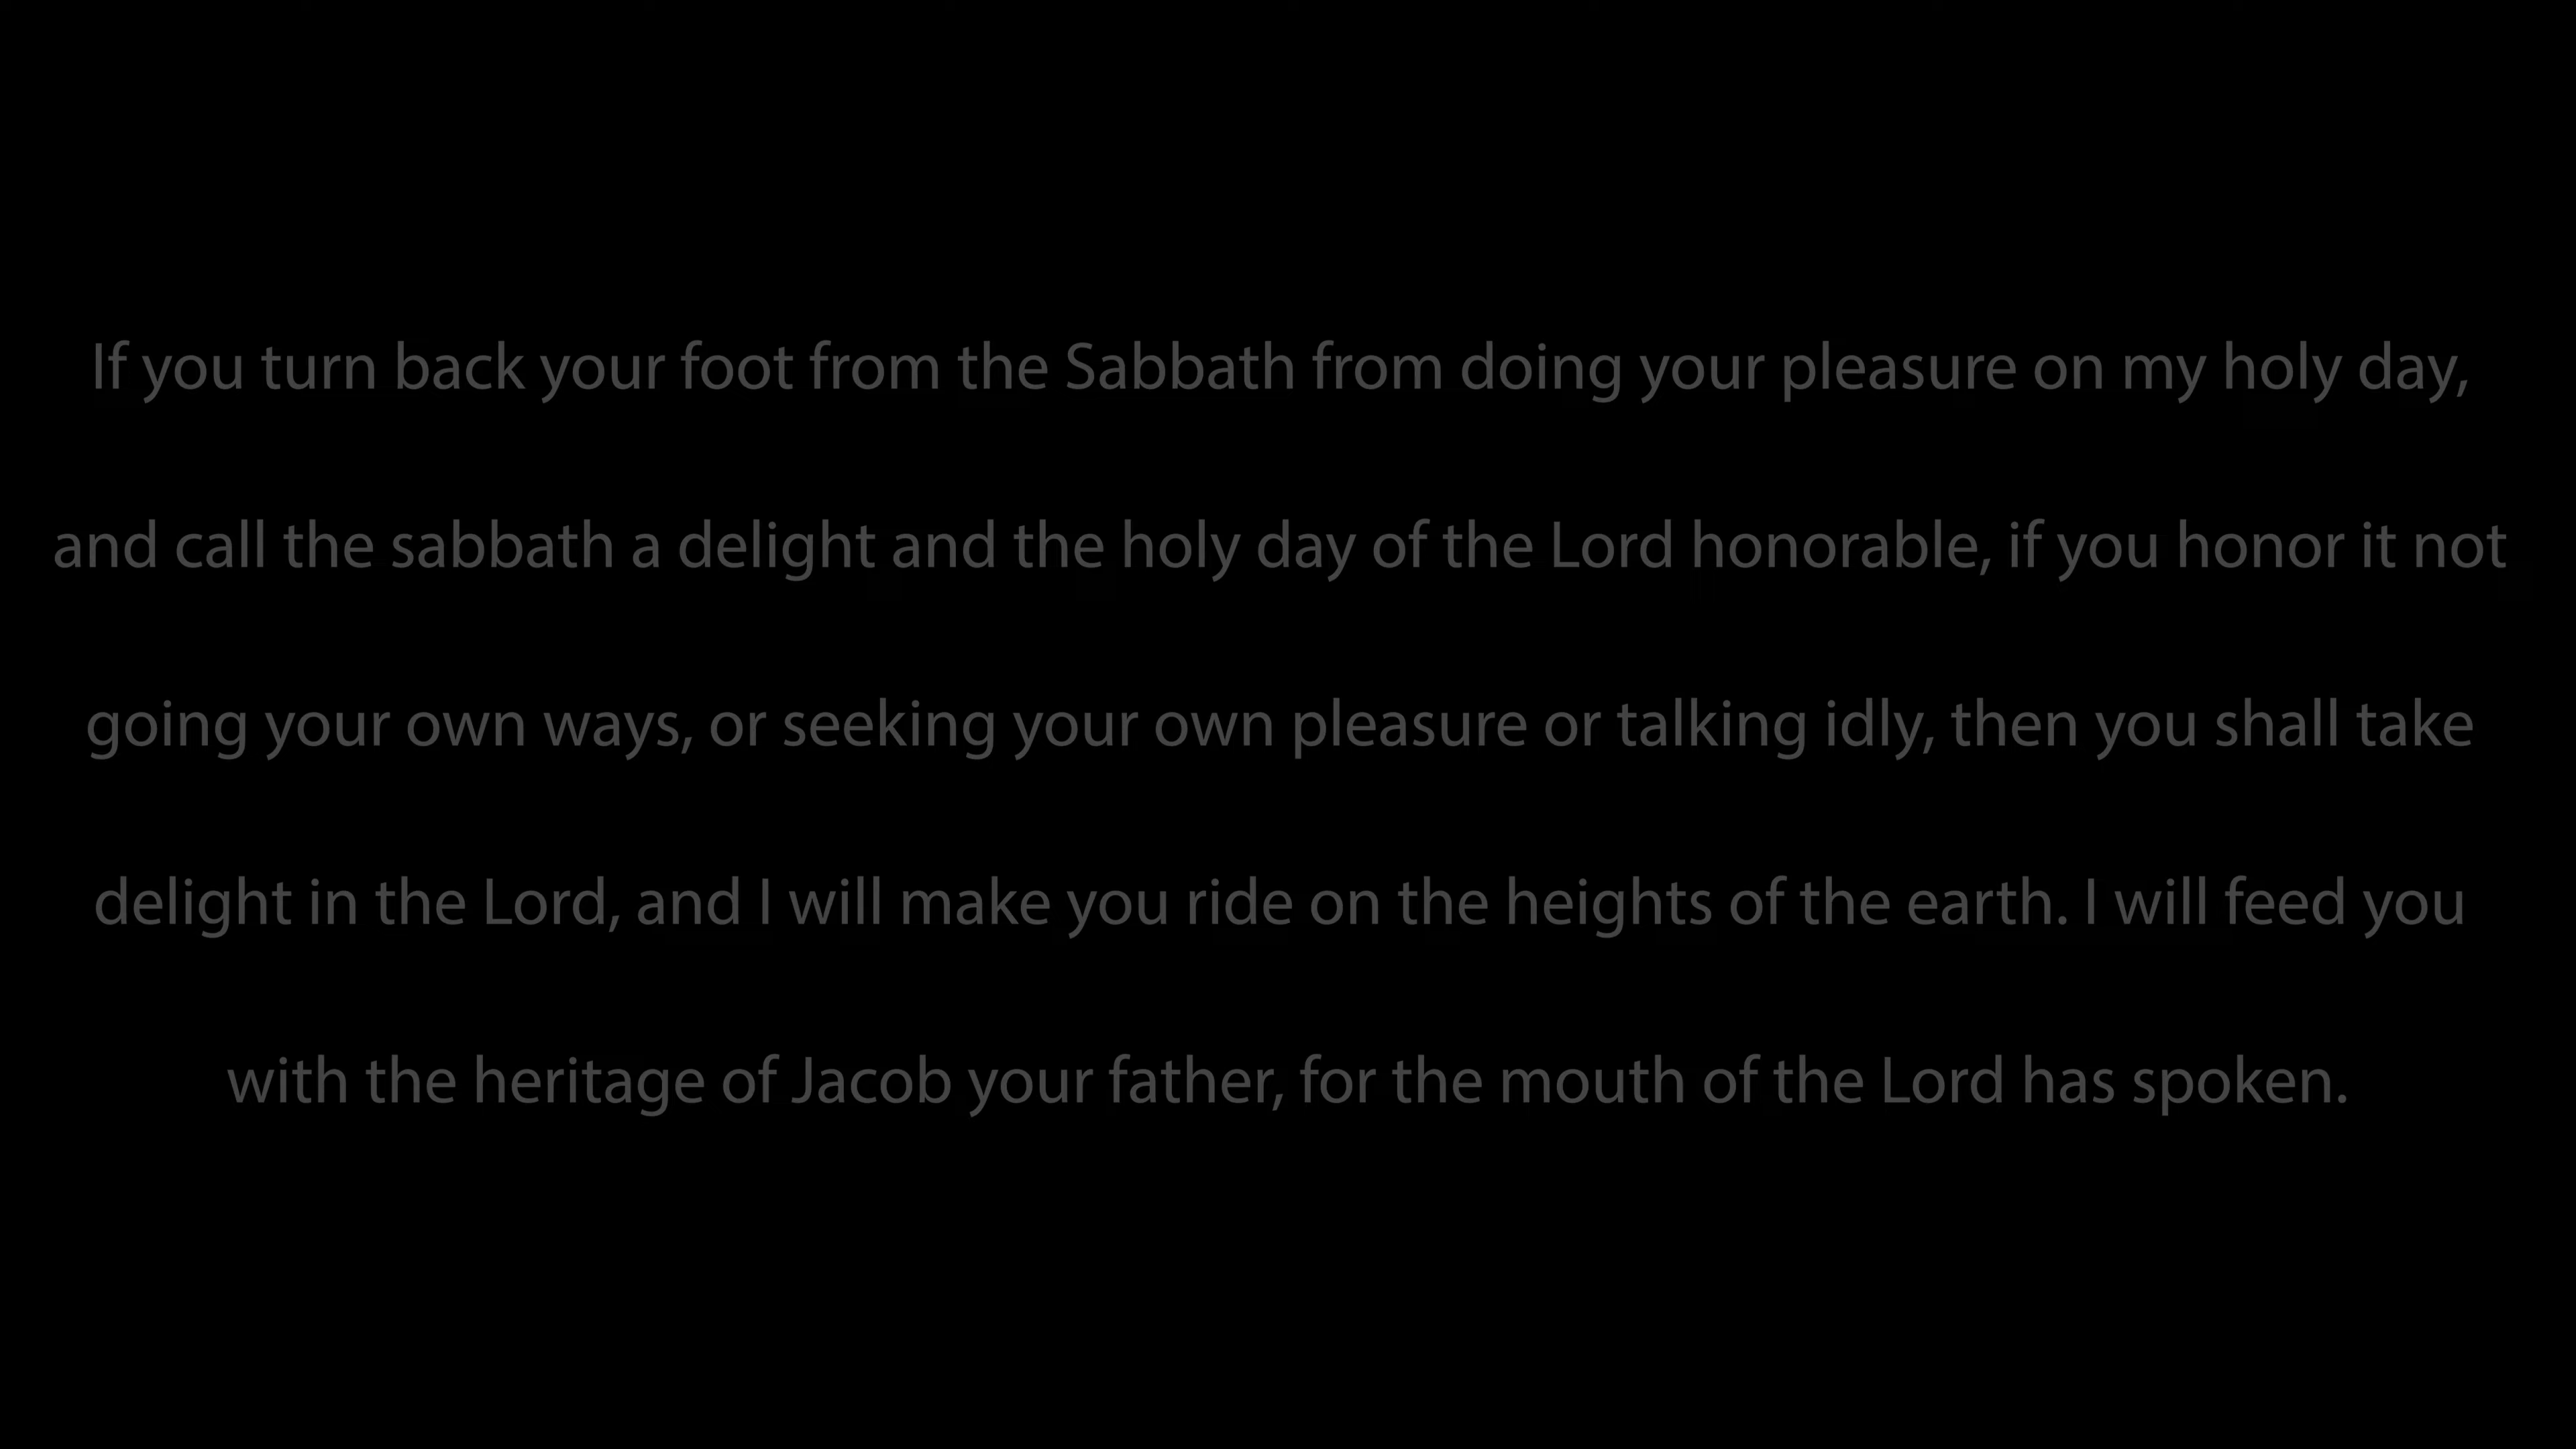 If you turn back your foot from the Sabbath from doing your pleasure on my holy day,
and call the sabbath a delight and the holy day of the Lord honorable, if you honor it not
going your own ways, or seeking your own pleasure or talking idly, then you shall take
delight in the Lord, and I will make you ride on the heights of the earth. I will feed you
with the heritage of Jacob your father, for the mouth of the Lord has spoken.